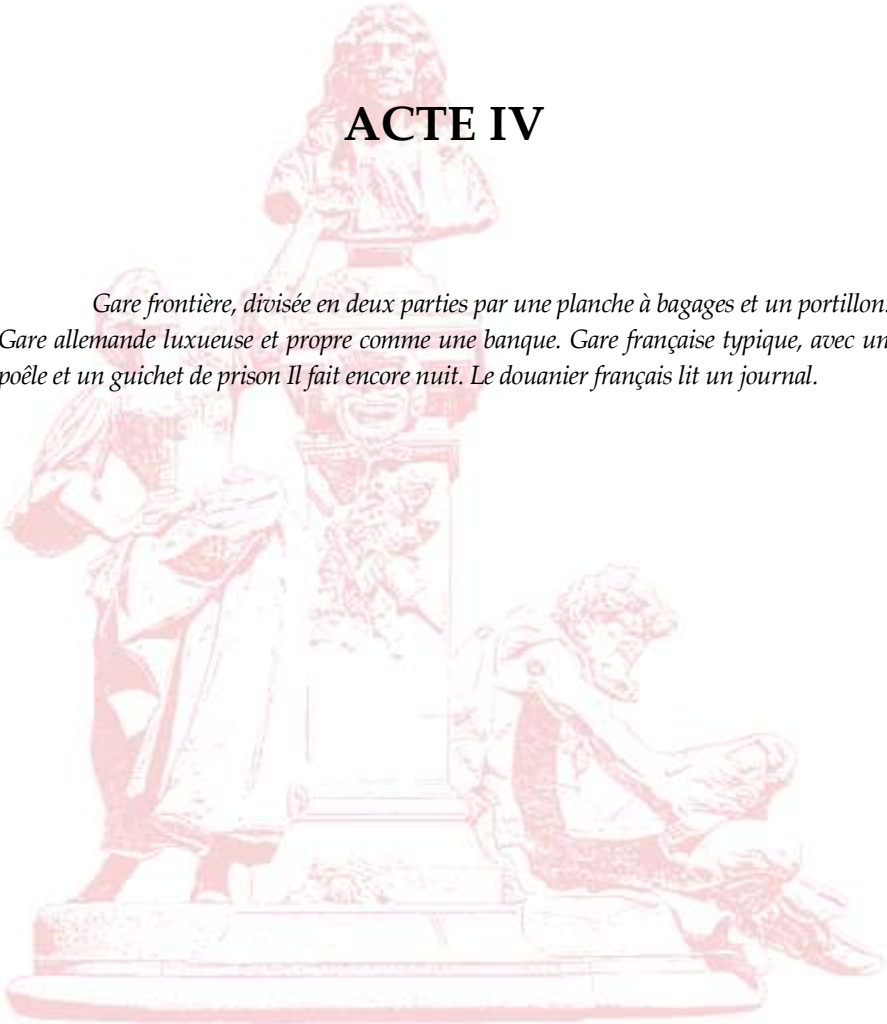 ACTE IV
Gare frontière, divisée en deux parties par une planche à bagages et un portillon.
Gare allemande luxueuse et propre comme une banque. Gare française typique, avec un
poêle et un guichet de prison Il fait encore nuit. Le douanier français lit un journal.